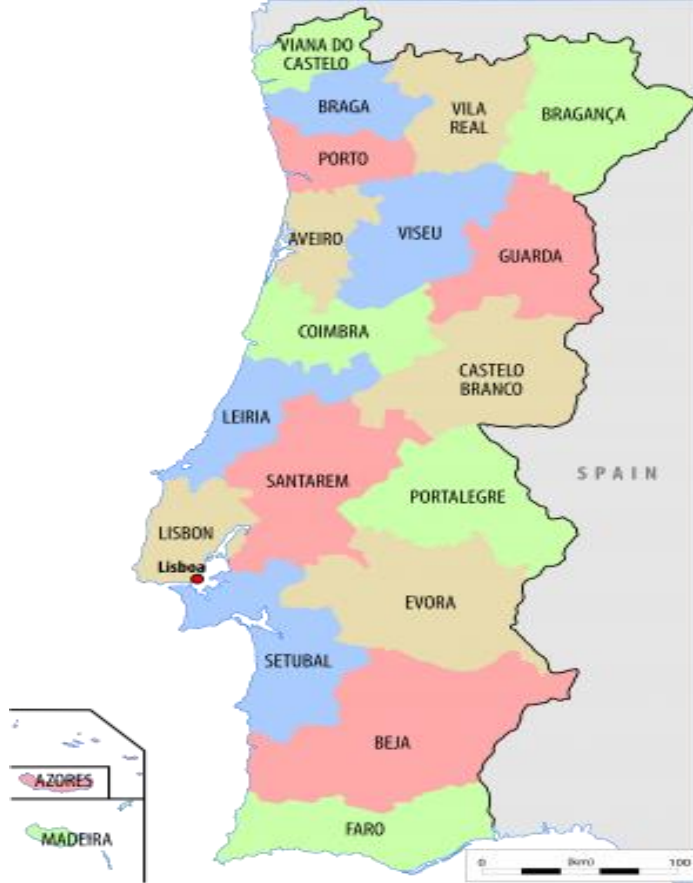 VIANA DO
CASTELO
BRAGA
VILA
REAL
BRAGANÇA
PORTO
AVEIRO
VISEU
GUARDA
COIMBRA
CASTELO
BRANCO
LEIRIA
SANTAREM
SPAIN
PORTALEGRE
LISBON
Lisboa
EVORA
SETUBAL
BEJA
AZORES
FARO
MADEIRA
0 (km) 100